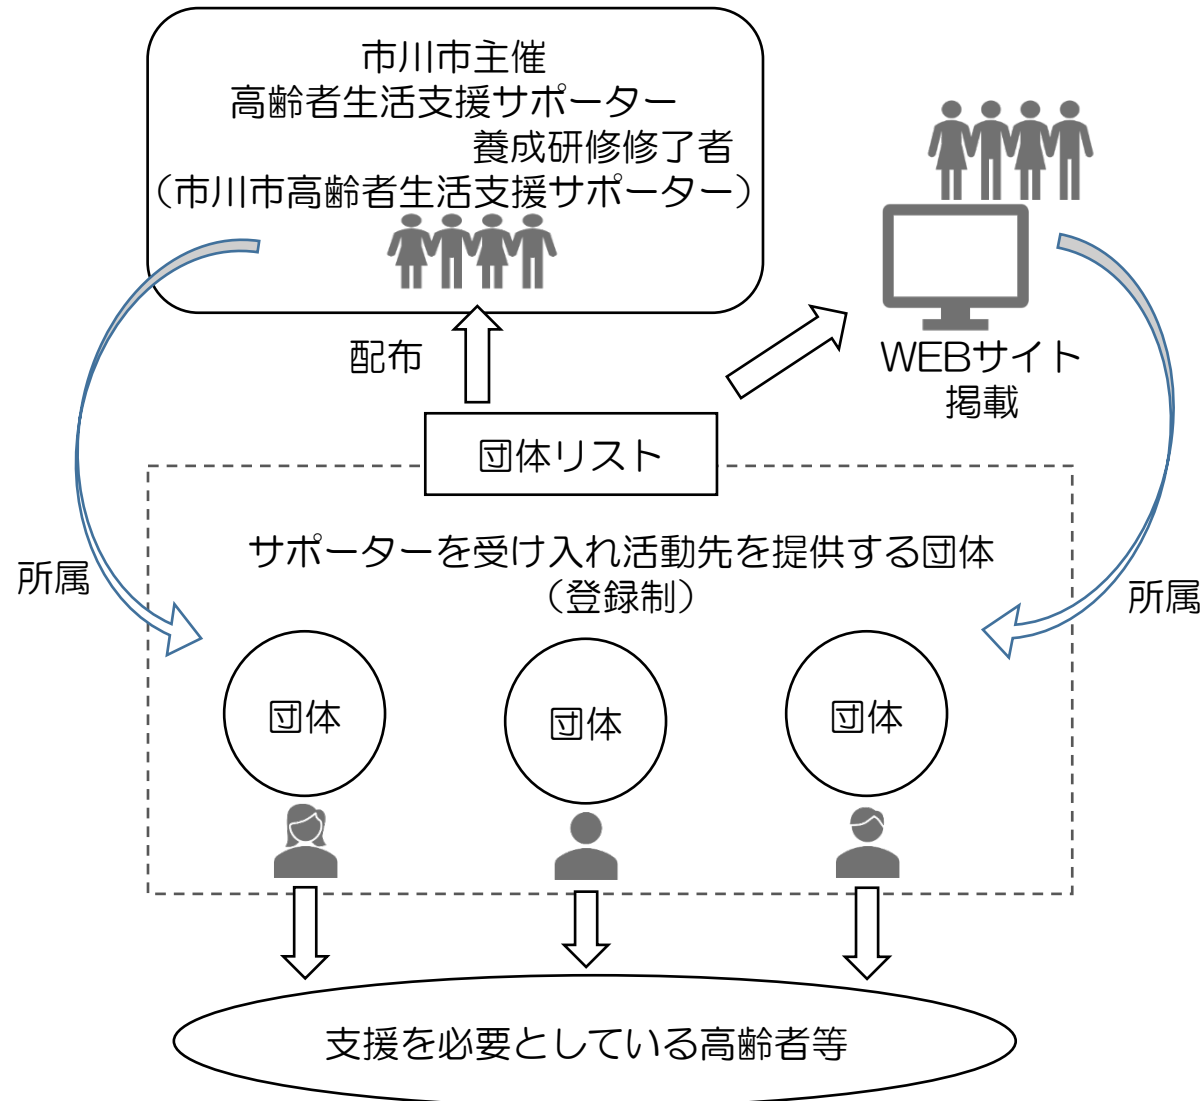 市川市主催
高齢者生活支援サポーター
養成研修修了者
（市川市高齢者生活支援サポーター）
配布
WEBサイト
掲載
団体リスト
サポーターを受け入れ活動先を提供する団体
（登録制）
所属
所属
団体
団体
団体
支援を必要としている高齢者等